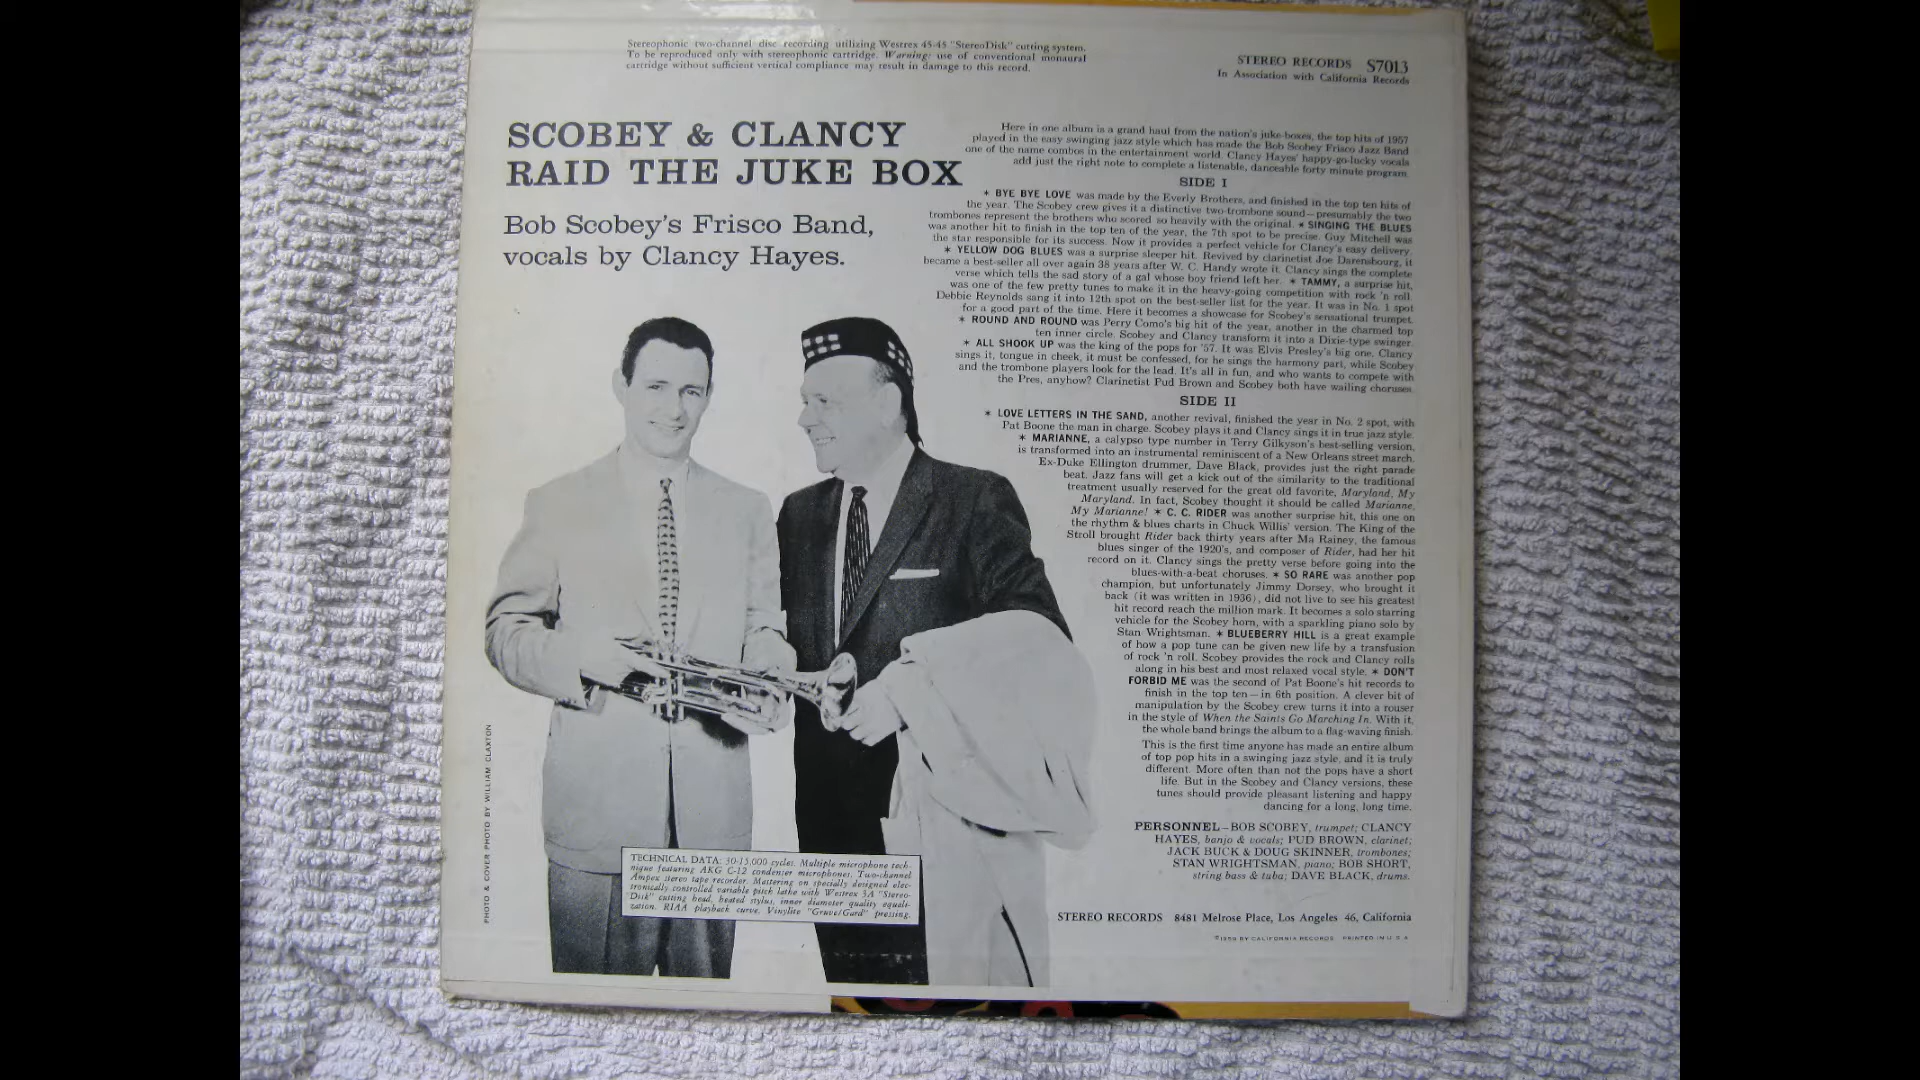 Stereophonic two-channel disc recording utilizing Westrex 45-45 "StereoDisk" cutting system.
To be reproduced only with stereophonic cartridge. Warning: use of conventional monaural
cartridge without sufficient vertical compliance may result in damage to this record.
STEREO RECORDS S7013
In Association with California Records
SCOBEY & CLANCY
RAID THE JUKE BOX
Bob Scobey's Frisco Band,
vocals by Clancy Hayes.
Here in one album is a grand haul from the nation's juke-boxes, the top hits of 1957
played in the easy swinging jazz style which has made the Bob Scobey Frisco Jazz Band
one of the name combos in the entertainment world. Clancy Hayes' happy-go-lucky vocals
add just the right note to complete a listenable, danceable forty minute program.
SIDE I
* BYE BYE LOVE was made by the Everly Brothers, and finished in the top ten hits of
the year. The Scobey crew gives it a distinctive two-trombone sound—presumably the two
trombones represent the brothers who scored so heavily with the original. * SINGING THE BLUES
was another hit to finish in the top ten of the year, the 7th spot to be precise. Guy Mitchell was
the star responsible for its success. Now it provides a perfect vehicle for Clancy's easy delivery.
* YELLOW DOG BLUES was a surprise sleeper hit. Revived by clarinetist Joe Darensbourg, it
became a best-seller all over again 38 years after W. C. Handy wrote it. Clancy sings the complete
verse which tells the sad story of a gal whose boy friend left her. * TAMMY, a surprise hit,
was one of the few pretty tunes to make it in the heavy-going competition with rock 'n roll.
Debbie Reynolds sang it into 12th spot on the best-seller list for the year. It was in No. 1 spot
for a good part of the time. Here it becomes a showcase for Scobey's sensational trumpet.
* ROUND AND ROUND was Perry Como's big hit of the year, another in the charmed top
ten inner circle. Scobey and Clancy transform it into a Dixie-type swinger.
* ALL SHOOK UP was the king of the pops for '57. It was Elvis Presley's big one. Clancy
sings it, tongue in cheek, it must be confessed, for he sings the harmony part, while Scobey
and the trombone players look for the lead. It's all in fun, and who wants to compete with
the Pres, anyhow? Clarinetist Pud Brown and Scobey both have wailing choruses.
SIDE II
* LOVE LETTERS IN THE SAND, another revival, finished the year in No. 2 spot, with
Pat Boone the man in charge. Scobey plays it and Clancy sings it in true jazz style.
* MARIANNE, a calypso type number in Terry Gilkyson's best-selling version,
is transformed into an instrumental reminiscent of a New Orleans street march.
Ex-Duke Ellington drummer, Dave Black, provides just the right parade
beat. Jazz fans will get a kick out of the similarity to the traditional
treatment usually reserved for the great old favorite, Maryland, My
Maryland. In fact, Scobey thought it should be called Marianne,
My Marianne! * C. C. RIDER was another surprise hit, this one on
the rhythm & blues charts in Chuck Willis' version. The King of the
Stroll brought Rider back thirty years after Ma Rainey, the famous
blues singer of the 1920's, and composer of Rider, had her hit
record on it. Clancy sings the pretty verse before going into the
blues-with-a-beat choruses. * SO RARE was another pop
champion, but unfortunately Jimmy Dorsey, who brought it
back (it was written in 1936), did not live to see his greatest
hit record reach the million mark. It becomes a solo starring
vehicle for the Scobey horn, with a sparkling piano solo by
Stan Wrightsman. * BLUEBERRY HILL is a great example
of how a pop tune can be given new life by a transfusion
of rock 'n roll. Scobey provides the rock and Clancy rolls
along in his best and most relaxed vocal style. * DON'T
FORBID ME was the second of Pat Boone's hit records to
finish in the top ten—in 6th position. A clever bit of
manipulation by the Scobey crew turns it into a rouser
in the style of When the Saints Go Marching In. With it,
the whole band brings the album to a flag-waving finish.
This is the first time anyone has made an entire album
of top pop hits in a swinging jazz style, and it is truly
different. More often than not the pops have a short
life. But in the Scobey and Clancy versions, these
tunes should provide pleasant listening and happy
dancing for a long, long time.
PERSONNEL—BOB SCOBEY, trumpet; CLANCY
HAYES, banjo & vocals; PUD BROWN, clarinet;
JACK BUCK & DOUG SKINNER, trombones;
STAN WRIGHTSMAN, piano; BOB SHORT,
string bass & tuba; DAVE BLACK, drums.
STEREO RECORDS 8481 Melrose Place, Los Angeles 46, California
BY CALIFORNIA RECORDS PRINTED IN U.S.A.
PHOTO & COVER PHOTO BY WILLIAM CLAXTON
TECHNICAL DATA: 30-15,000 cycles. Multiple microphone tech-
nique featuring AKG C-12 condenser microphones. Two-channel
Ampex stereo tape recorder. Mastering on specially designed elec-
tronically controlled variable pitch lathe with Westrex 3A "Stereo-
Disk" cutting head, heated stylus, inner diameter quality equali-
zation. RIAA playback curve. Vinylite "Gruve/Gard" pressing.